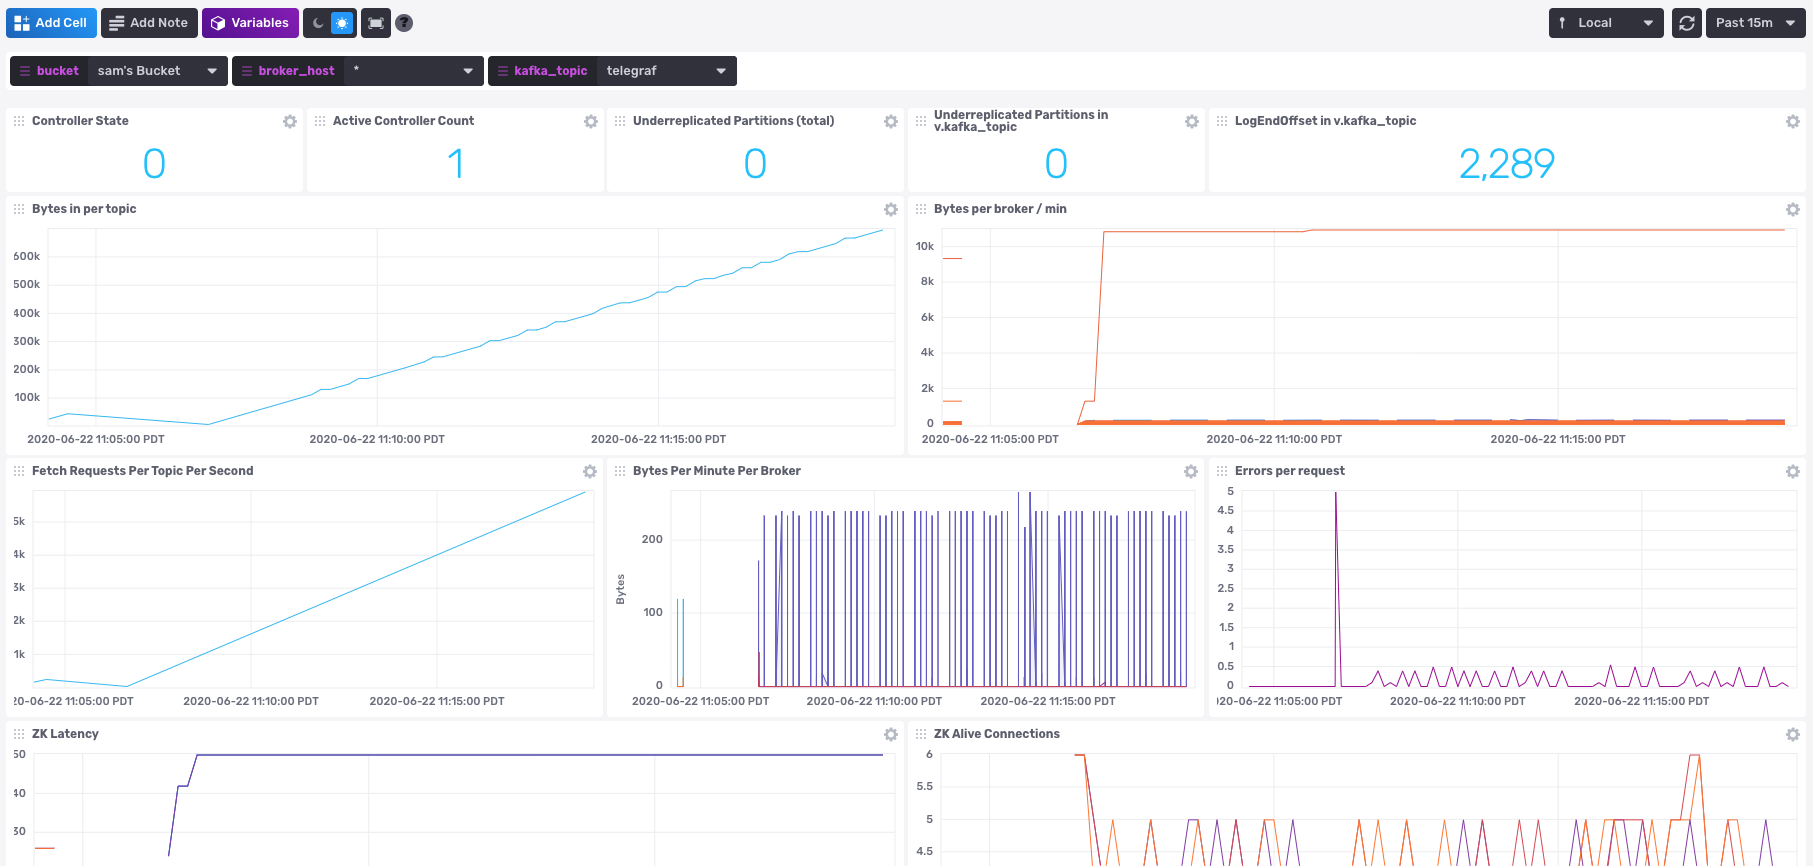 Add Cell
Add Note
Variables
?
Local
Past 15m
bucket sam's Bucket
broker_host *
kafka_topic telegraf
Controller State
0
Active Controller Count
1
Underreplicated Partitions (total)
0
Underreplicated Partitions in
v.kafka_topic
0
LogEndOffset in v.kafka_topic
2,289
Bytes in per topic
600k
500k
400k
300k
200k
100k
2020-06-22 11:05:00 PDT 2020-06-22 11:10:00 PDT 2020-06-22 11:15:00 PDT
Bytes per broker / min
10k
8k
6k
4k
2k
0
2020-06-22 11:05:00 PDT 2020-06-22 11:10:00 PDT 2020-06-22 11:15:00 PDT
Fetch Requests Per Topic Per Second
5k
4k
3k
2k
1k
20-06-22 11:05:00 PDT 2020-06-22 11:10:00 PDT 2020-06-22 11:15:00 PDT
Bytes Per Minute Per Broker
Bytes
200
100
0
2020-06-22 11:05:00 PDT 2020-06-22 11:10:00 PDT 2020-06-22 11:15:00 PDT
Errors per request
5
4.5
4
3.5
3
2.5
2
1.5
1
0.5
0
020-06-22 11:05:00 PDT 2020-06-22 11:10:00 PDT 2020-06-22 11:15:00 PDT
ZK Latency
50
40
30
ZK Alive Connections
6
5.5
5
4.5